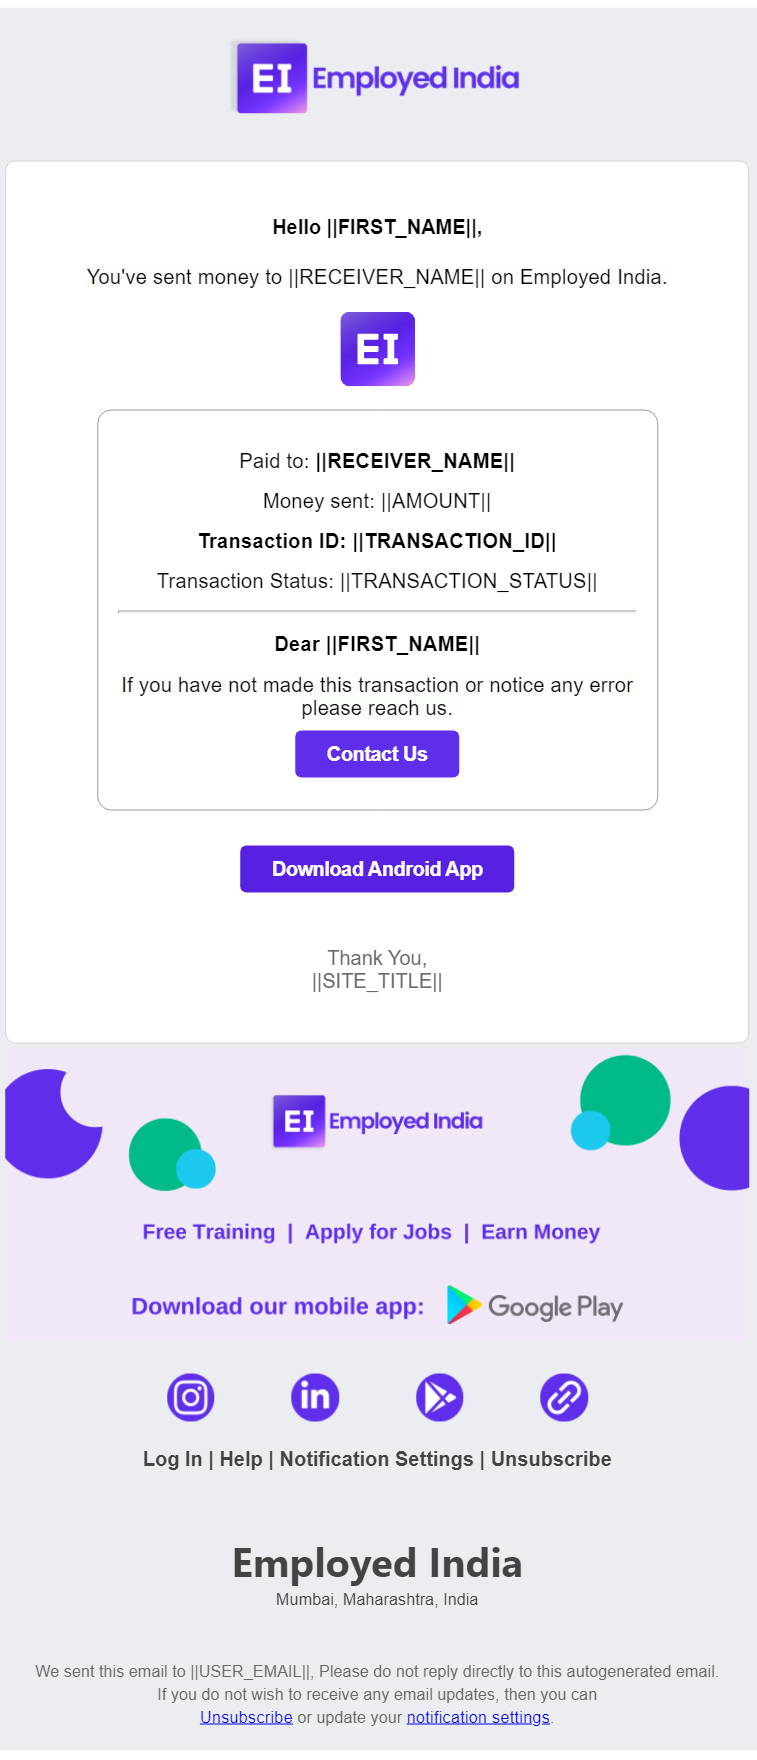 EI Employed India
Hello ||FIRST_NAME||,
You've sent money to ||RECEIVER_NAME|| on Employed India.
EI
Paid to: ||RECEIVER_NAME||
Money sent: ||AMOUNT||
Transaction ID: ||TRANSACTION_ID||
Transaction Status: ||TRANSACTION_STATUS||
Dear ||FIRST_NAME||
If you have not made this transaction or notice any error
please reach us.
Contact Us
Download Android App
Thank You,
||SITE_TITLE||
EI Employed India
Free Training | Apply for Jobs | Earn Money
Download our mobile app: Google Play
in
Log In | Help | Notification Settings | Unsubscribe
Employed India
Mumbai, Maharashtra, India
We sent this email to ||USER_EMAIL||, Please do not reply directly to this autogenerated email.
If you do not wish to receive any email updates, then you can
Unsubscribe or update your notification settings.